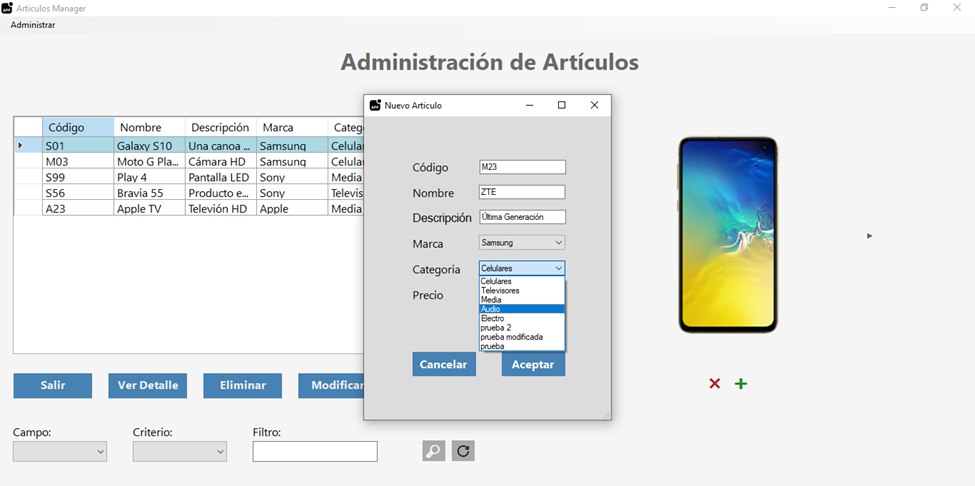 Articulos Manager
Administrar
Administración de Artículos
Código Nombre Descripción Marca Categ
S01 Galaxy S10 Una canoa ... Samsung Celula
M03 Moto G Pla... Cámara HD Samsung Celula
S99 Play 4 Pantalla LED Sony Media
S56 Bravia 55 Producto e... Sony Televis
A23 Apple TV Televión HD Apple Media
Nuevo Articulo
Código M23
Nombre ZTE
Descripción Última Generación
Marca Samsung
Categoria Celulares
Celulares
Televisores
Media
Audio
Electro
prueba 2
prueba modificada
prueba
Precio
Cancelar Aceptar
Salir Ver Detalle Eliminar Modificar
Campo: Criterio: Filtro: